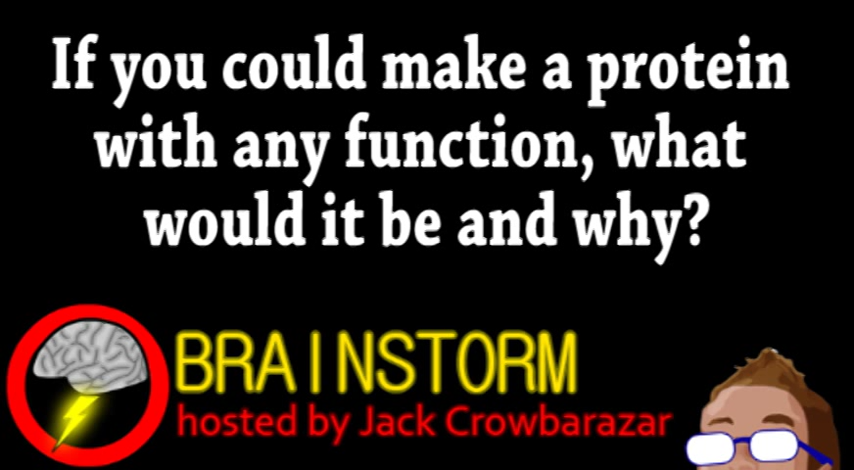 If you could make a protein
with any function, what
would it be and why?
BRAINSTORM
hosted by Jack Crowbarazar